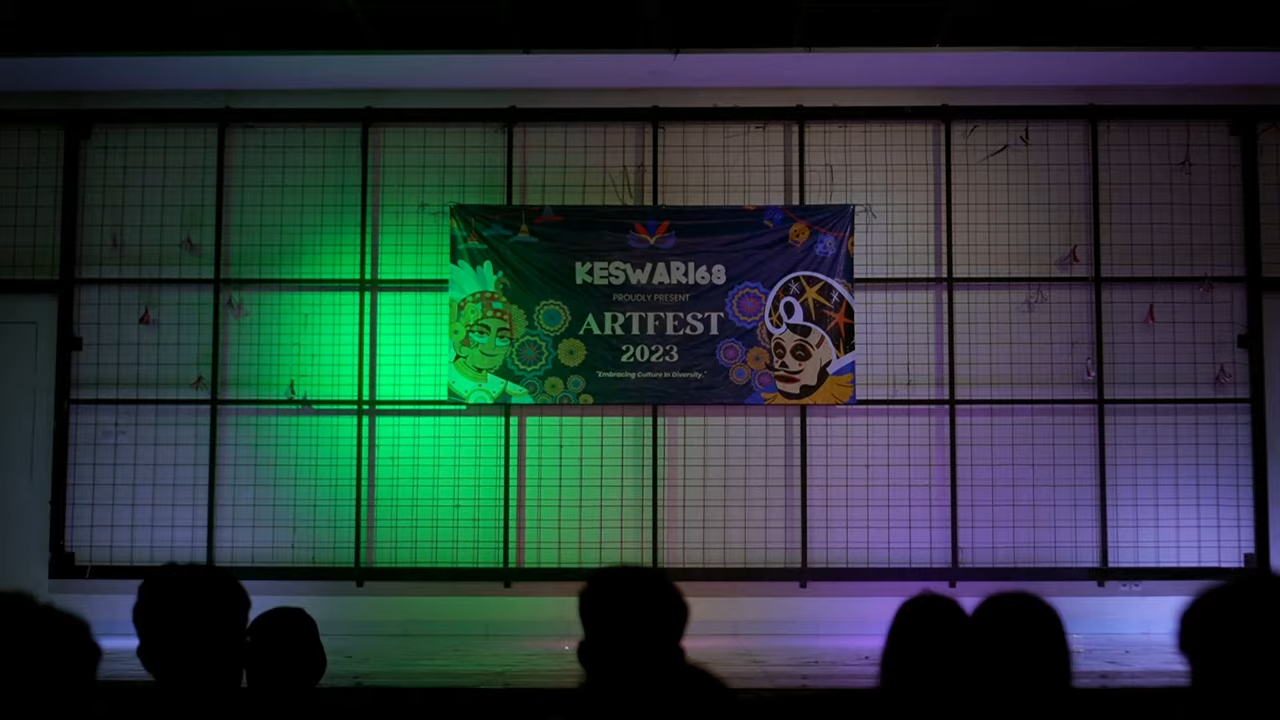 KESWARI68
PROUDLY PRESENT
ARTFEST
2023
"Embracing Culture In Diversity."